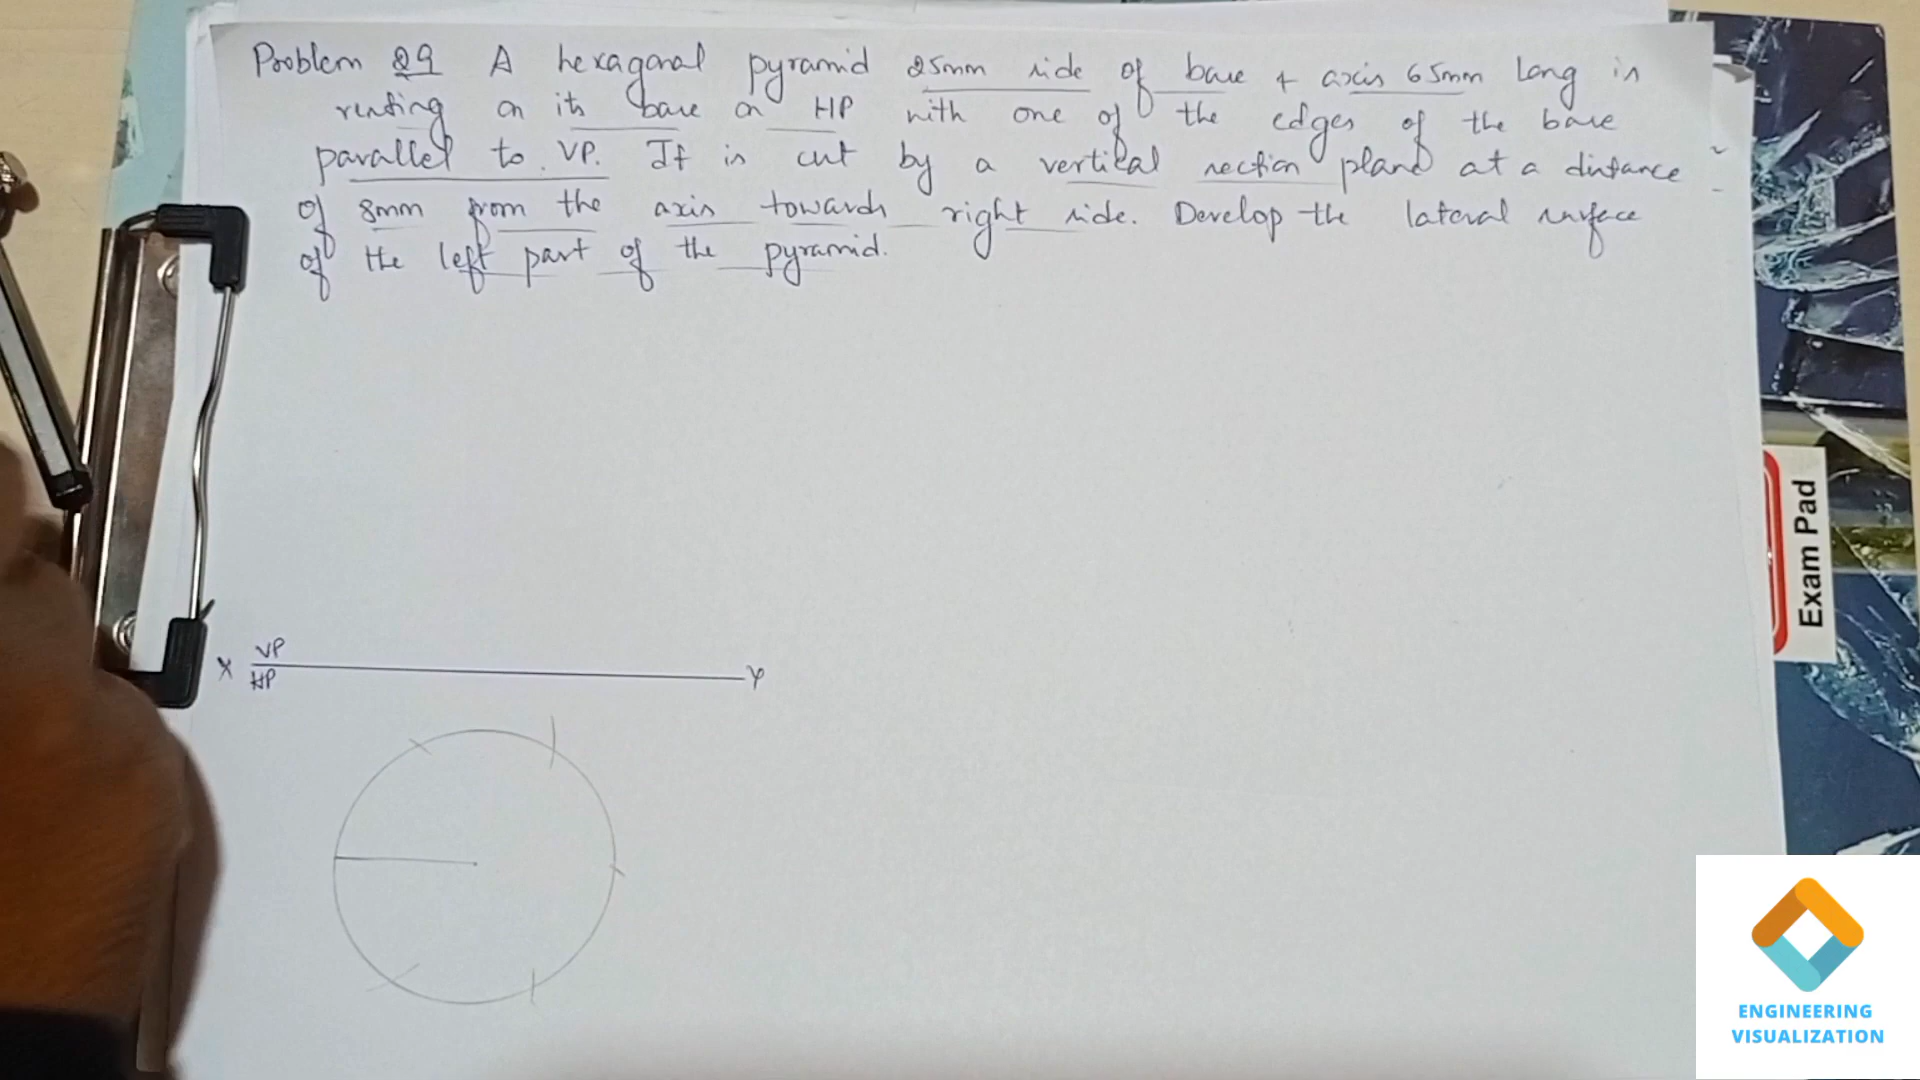 Problem 29 A hexagonal pyramid 25mm side of base & axis 65mm long is
resting on its base on HP with one of the edges of the base
parallel to VP. It is cut by a vertical section plane at a distance
of 8mm from the axis towards right side. Develop the lateral surface
of the left part of the pyramid.
Exam Pad
VP
X HP Y
ENGINEERING
VISUALIZATION